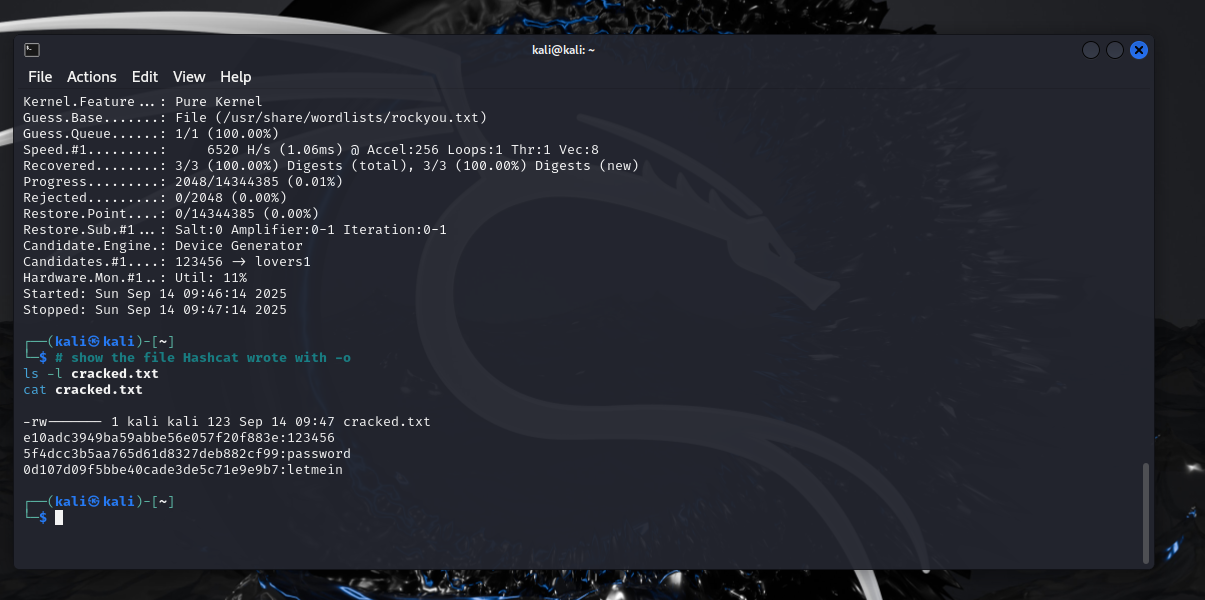 kali@kali: ~
File Actions Edit View Help
Kernel.Feature...: Pure Kernel
Guess.Base.......: File (/usr/share/wordlists/rockyou.txt)
Guess.Queue......: 1/1 (100.00%)
Speed.#1.........:     6520 H/s (1.06ms) @ Accel:256 Loops:1 Thr:1 Vec:8
Recovered........: 3/3 (100.00%) Digests (total), 3/3 (100.00%) Digests (new)
Progress.........: 2048/14344385 (0.01%)
Rejected.........: 0/2048 (0.00%)
Restore.Point....: 0/14344385 (0.00%)
Restore.Sub.#1...: Salt:0 Amplifier:0-1 Iteration:0-1
Candidate.Engine.: Device Generator
Candidates.#1....: 123456 -> lovers1
Hardware.Mon.#1..: Util: 11%
Started: Sun Sep 14 09:46:14 2025
Stopped: Sun Sep 14 09:47:14 2025
┌──(kali㉿kali)-[~]
└─$ # show the file Hashcat wrote with -o
ls -l cracked.txt
cat cracked.txt
-rw------- 1 kali kali 123 Sep 14 09:47 cracked.txt
e10adc3949ba59abbe56e057f20f883e:123456
5f4dcc3b5aa765d61d8327deb882cf99:password
0d107d09f5bbe40cade3de5c71e9e9b7:letmein
┌──(kali㉿kali)-[~]
└─$